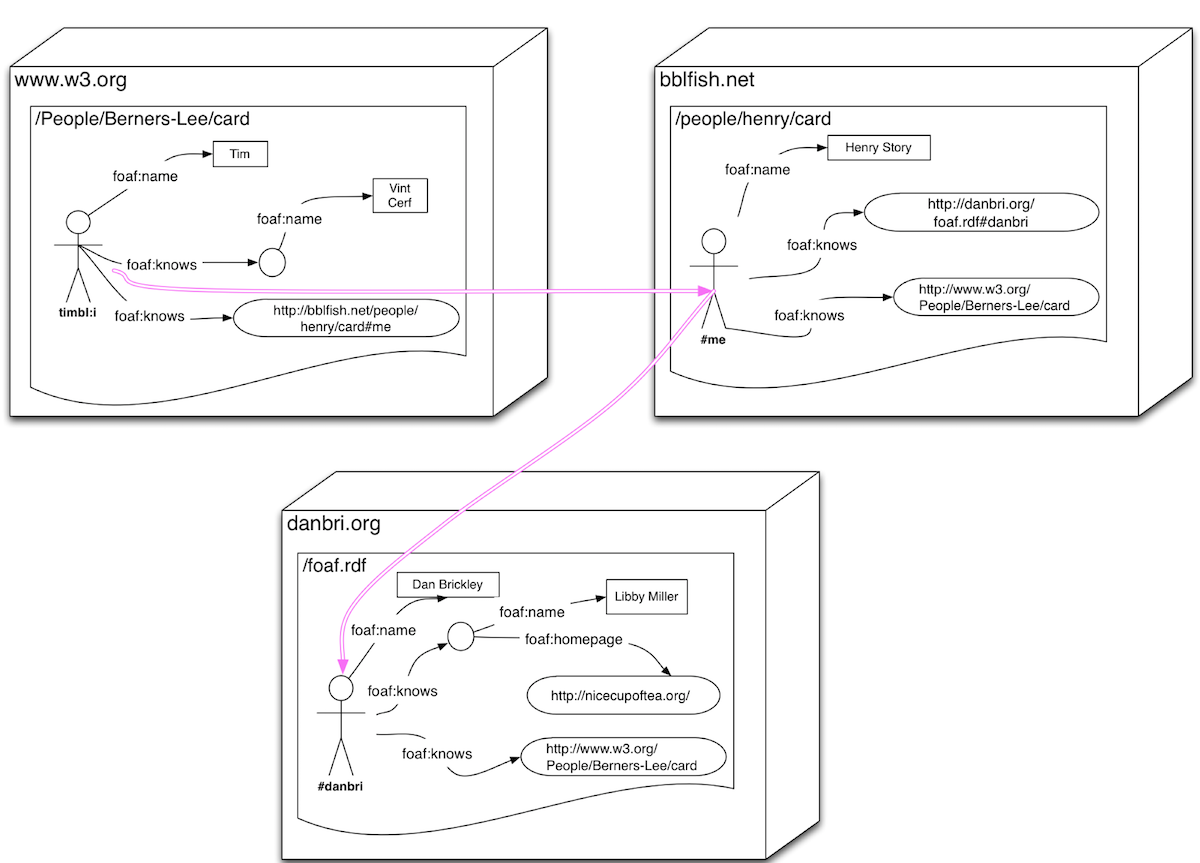 www.w3.org
/People/Berners-Lee/card
Tim
foaf:name
Vint
Cerf
foaf:name
foaf:knows
timbl:i
foaf:knows
http://bblfish.net/people/
henry/card#me
bblfish.net
/people/henry/card
Henry Story
foaf:name
http://danbri.org/
foaf.rdf#danbri
foaf:knows
http://www.w3.org/
People/Berners-Lee/card
foaf:knows
#me
danbri.org
/foaf.rdf
Dan Brickley
Libby Miller
foaf:name
foaf:name
foaf:homepage
foaf:knows
http://nicecupoftea.org/
foaf:knows
http://www.w3.org/
People/Berners-Lee/card
#danbri